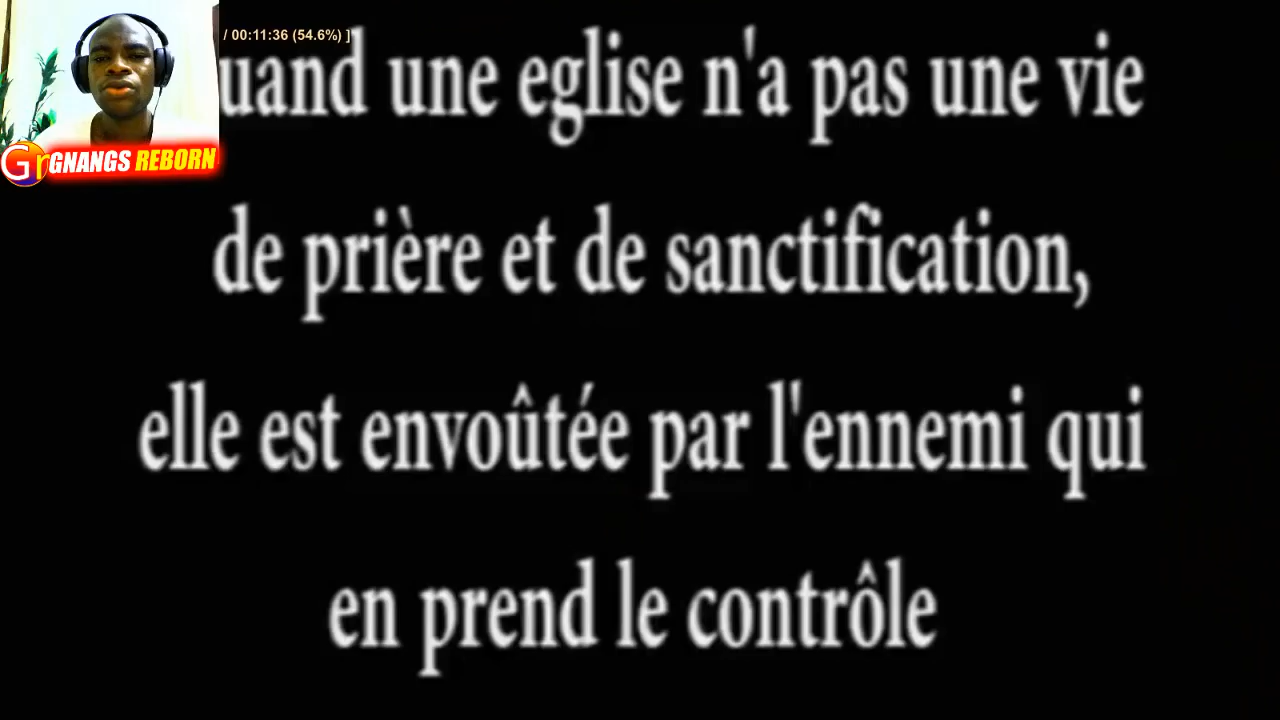 / 00:11:36 (54.6%) ]
uand une eglise n'a pas une vie
de prière et de sanctification,
elle est envoûtée par l'ennemi qui
en prend le contrôle
Gr GNANGS REBORN